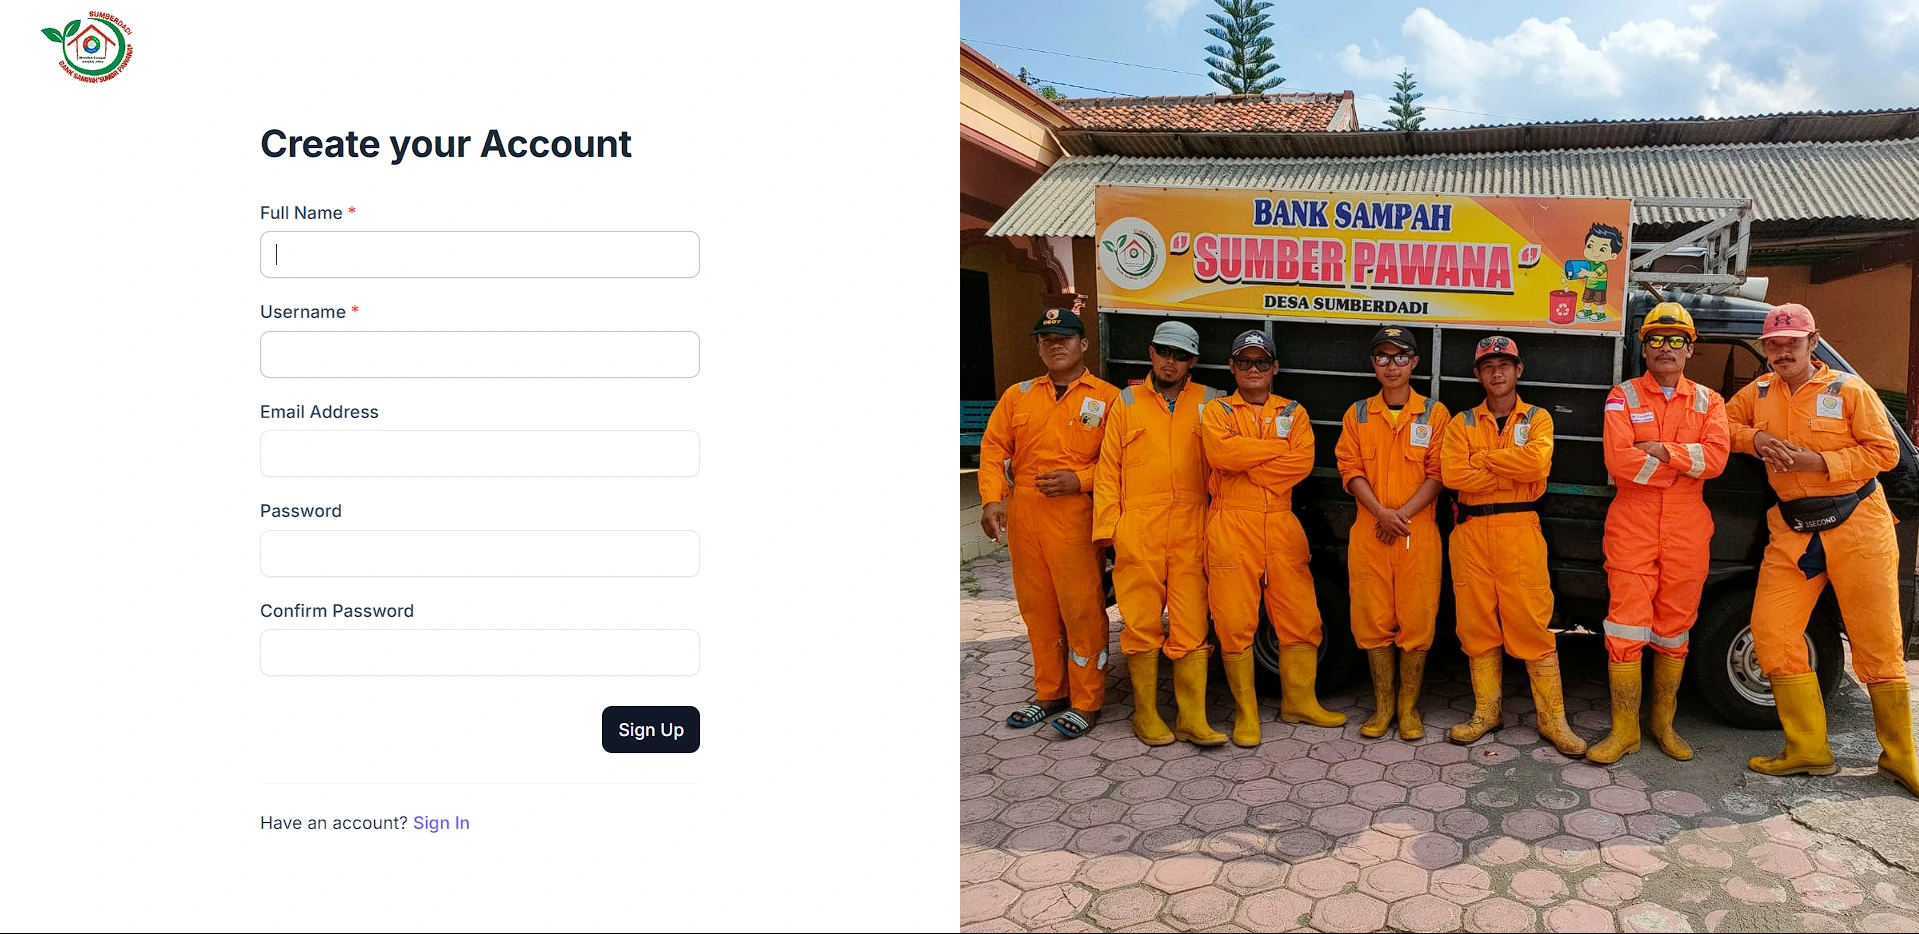 SUMBERDADI
BANK SAMPAH"SUMBER PAWANA"
Create your Account
Full Name *
Username *
Email Address
Password
Confirm Password
Sign Up
Have an account? Sign In
BANK SAMPAH
"SUMBER PAWANA"
DESA SUMBERDADI
3SECOND